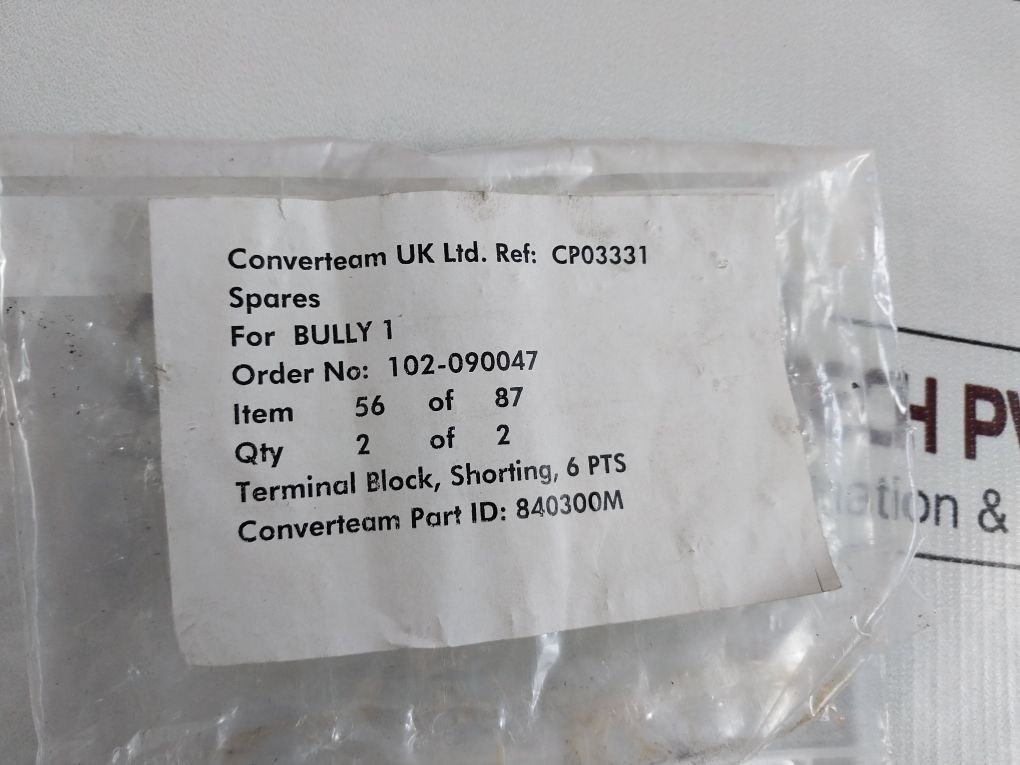 Converteam UK Ltd. Ref: CP03331
Spares
For BULLY 1
Order No: 102-090047
Item 56 of 87
Qty 2 of 2
Terminal Block, Shorting, 6 PTS
Converteam Part ID: 840300M
&